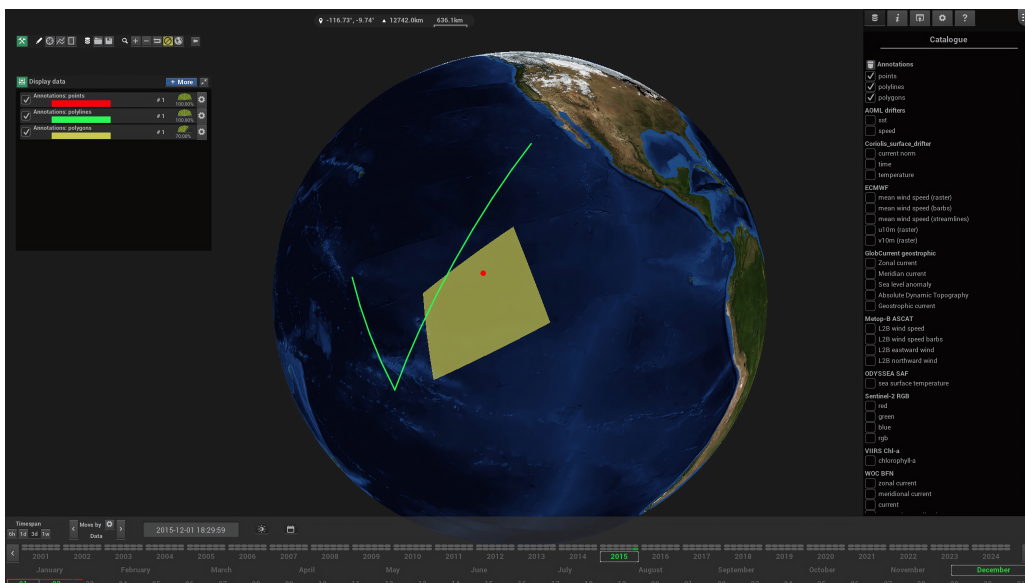 -116.73°, -9.74° ▲ 12742.0km 636.1km
Display data
+ More
Annotations: points
# 1
100.00%
Annotations: polylines
# 1
100.00%
Annotations: polygons
# 1
70.00%
Catalogue
Annotations
points
polylines
polygons
AOML drifters
sst
speed
Coriolis_surface_drifter
current norm
time
temperature
ECMWF
mean wind speed (raster)
mean wind speed (barbs)
mean wind speed (streamlines)
u10m (raster)
v10m (raster)
GlobCurrent geostrophic
Zonal current
Meridian current
Sea level anomaly
Absolute Dynamic Topography
Geostrophic current
Metop-B ASCAT
L2B wind speed
L2B wind speed barbs
L2B eastward wind
L2B northward wind
ODYSSEA SAF
sea surface temperature
Sentinel-2 RGB
red
green
blue
rgb
VIIRS Chl-a
chlorophyll-a
WOC BFN
zonal current
meridional current
current
Timespan
6h 1d 3d 1w
Move by
Data
2015-12-01 18:29:59
2001 2002 2003 2004 2005 2006 2007 2008 2009 2010 2011 2012 2013 2014 2015 2016 2017 2018 2019 2020 2021 2022 2023 2024
January February March April May June July August September October November December